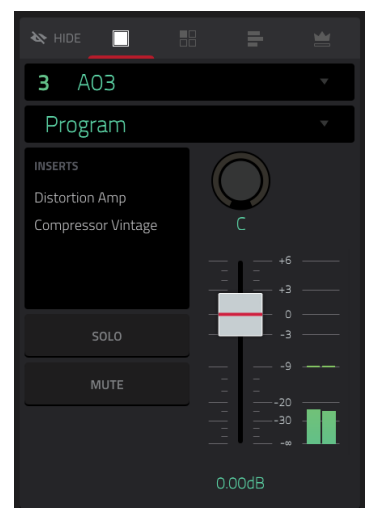 HIDE
3 A03
Program
INSERTS
Distortion Amp
Compressor Vintage
C
SOLO
MUTE
+6
+3
0
-3
-9
-20
-30
-∞
0.00dB